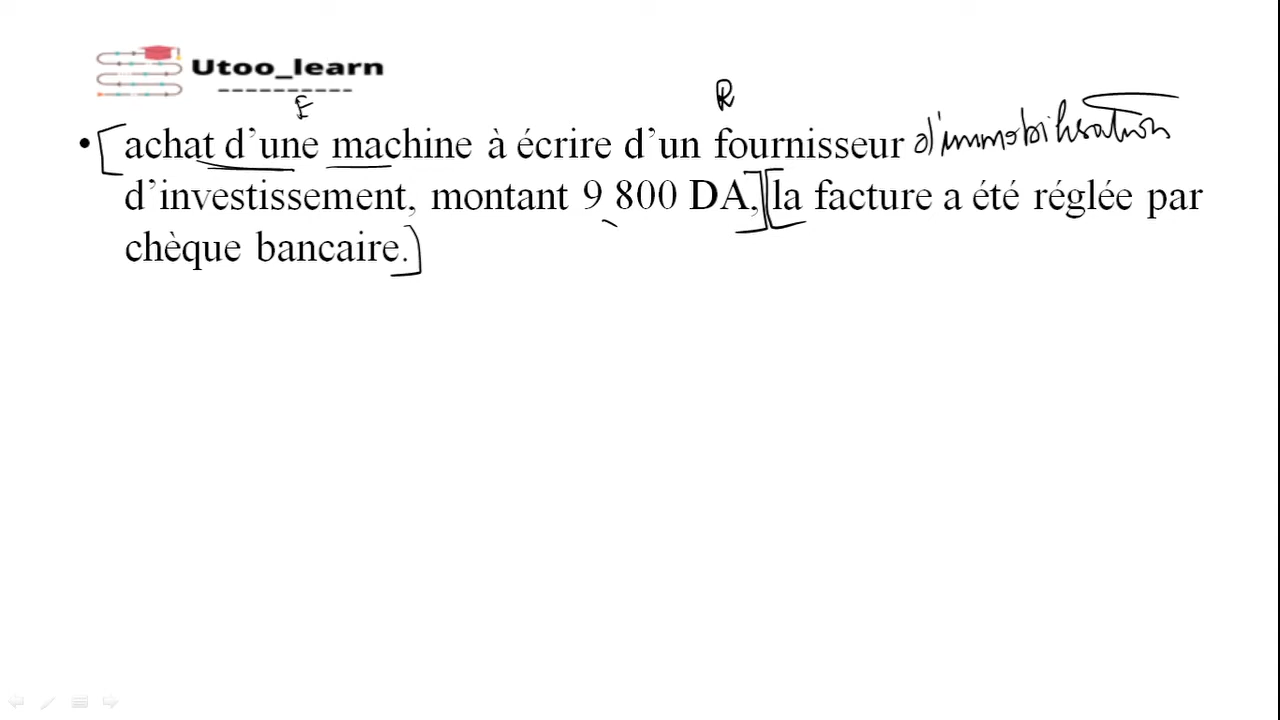 Utoo_learn
----------
E R
• achat d’une machine à écrire d’un fournisseur d'immobilisation
d’investissement, montant 9 800 DA, la facture a été réglée par
chèque bancaire.